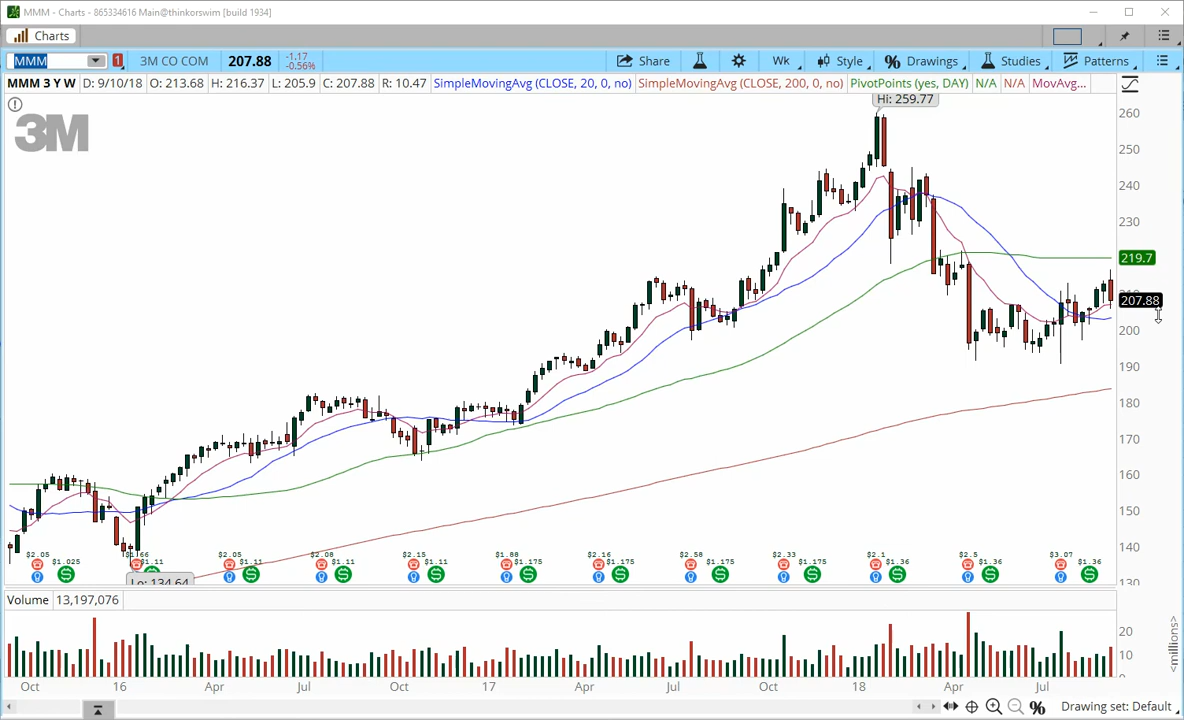 MMM - Charts - 865334616 Main@thinkorswim [build 1934]
Charts
MMM 1 3M CO COM 207.88 -1.17 -0.56% Share Wk Style % Drawings Studies Patterns
MMM 3 Y W D: 9/10/18 O: 213.68 H: 216.37 L: 205.9 C: 207.88 R: 10.47 SimpleMovingAvg (CLOSE, 20, 0, no) SimpleMovingAvg (CLOSE, 200, 0, no) PivotPoints (yes, DAY) N/A N/A MovAvg...
3M
Hi: 259.77
260
250
240
230
219.7
207.88
200
190
180
170
160
150
140
130
$2.05 $1.025 $1.11 $2.05 $1.11 $2.08 $1.11 $2.15 $1.11 $1.88 $1.175 $2.16 $1.175 $2.58 $1.175 $2.33 $1.175 $2.1 $1.36 $2.5 $1.36 $3.07 $1.36
Lo: 134.64
Volume 13,197,076
20
10
<millions>
Oct 16 Apr Jul Oct 17 Apr Jul Oct 18 Apr Jul
% Drawing set: Default